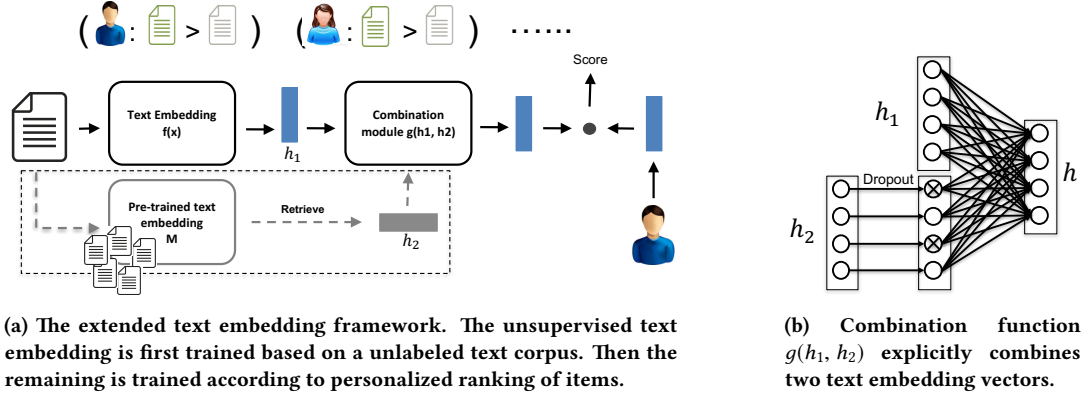 ( : > ) ( : > ) ......
Score
Text Embedding
f(x)
h₁
Combination
module g(h1, h2)
Pre-trained text
embedding
M
Retrieve
h₂
h₁
Dropout
h₂
h
(a) The extended text embedding framework. The unsupervised text
embedding is first trained based on a unlabeled text corpus. Then the
remaining is trained according to personalized ranking of items.
(b) Combination function
g(h₁, h₂) explicitly combines
two text embedding vectors.